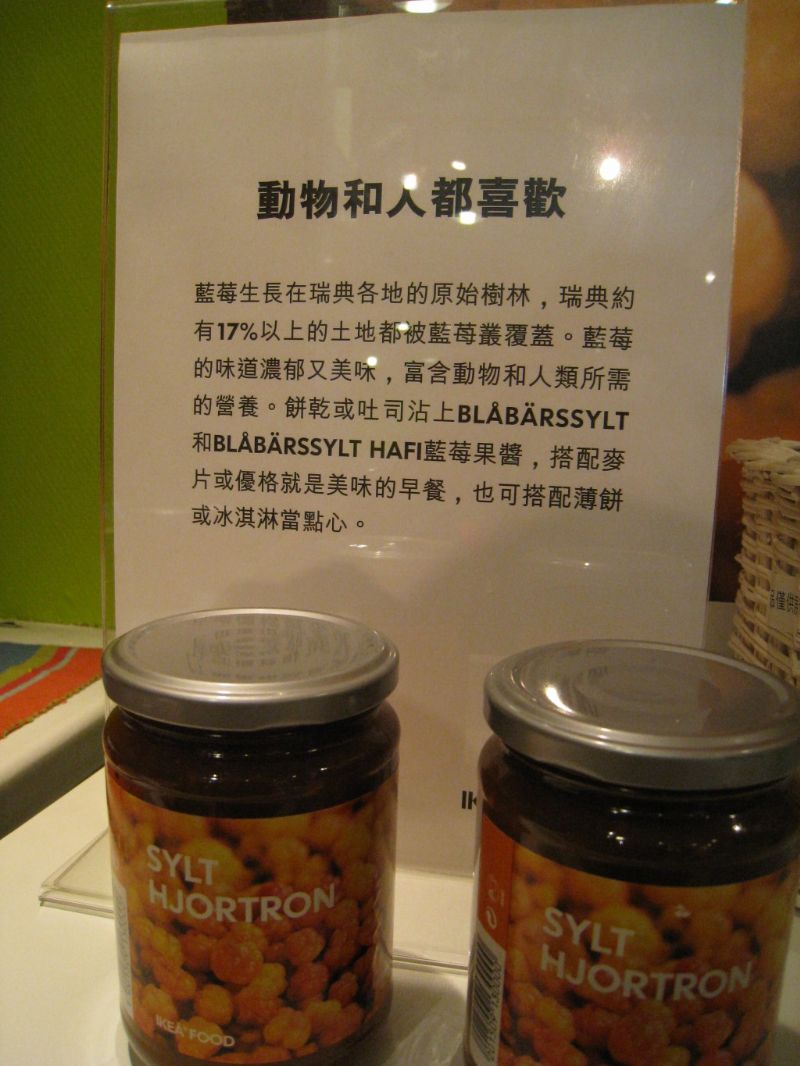 動物和人都喜歡
藍莓生長在瑞典各地的原始樹林，瑞典約
有17%以上的土地都被藍莓叢覆蓋。藍莓
的味道濃郁又美味，富含動物和人類所需
的營養。餅乾或吐司沾上BLÅBÄRSSYLT
和BLÅBÄRSSYLT HAFI藍莓果醬，搭配麥
片或優格就是美味的早餐，也可搭配薄餅
或冰淇淋當點心。
SYLT
HJORTRON
IKEA FOOD
SYLT
HJORTRON